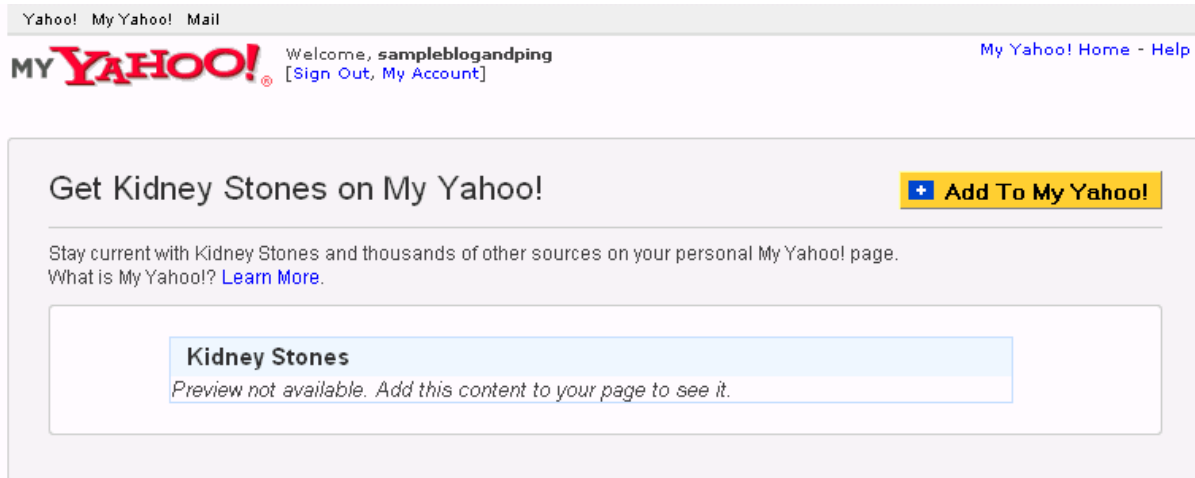 Yahoo! My Yahoo! Mail
MY YAHOO!® Welcome, sampleblogandping
[Sign Out, My Account]
My Yahoo! Home - Help
Get Kidney Stones on My Yahoo!
Add To My Yahoo!
Stay current with Kidney Stones and thousands of other sources on your personal My Yahoo! page.
What is My Yahoo!? Learn More.
Kidney Stones
Preview not available. Add this content to your page to see it.